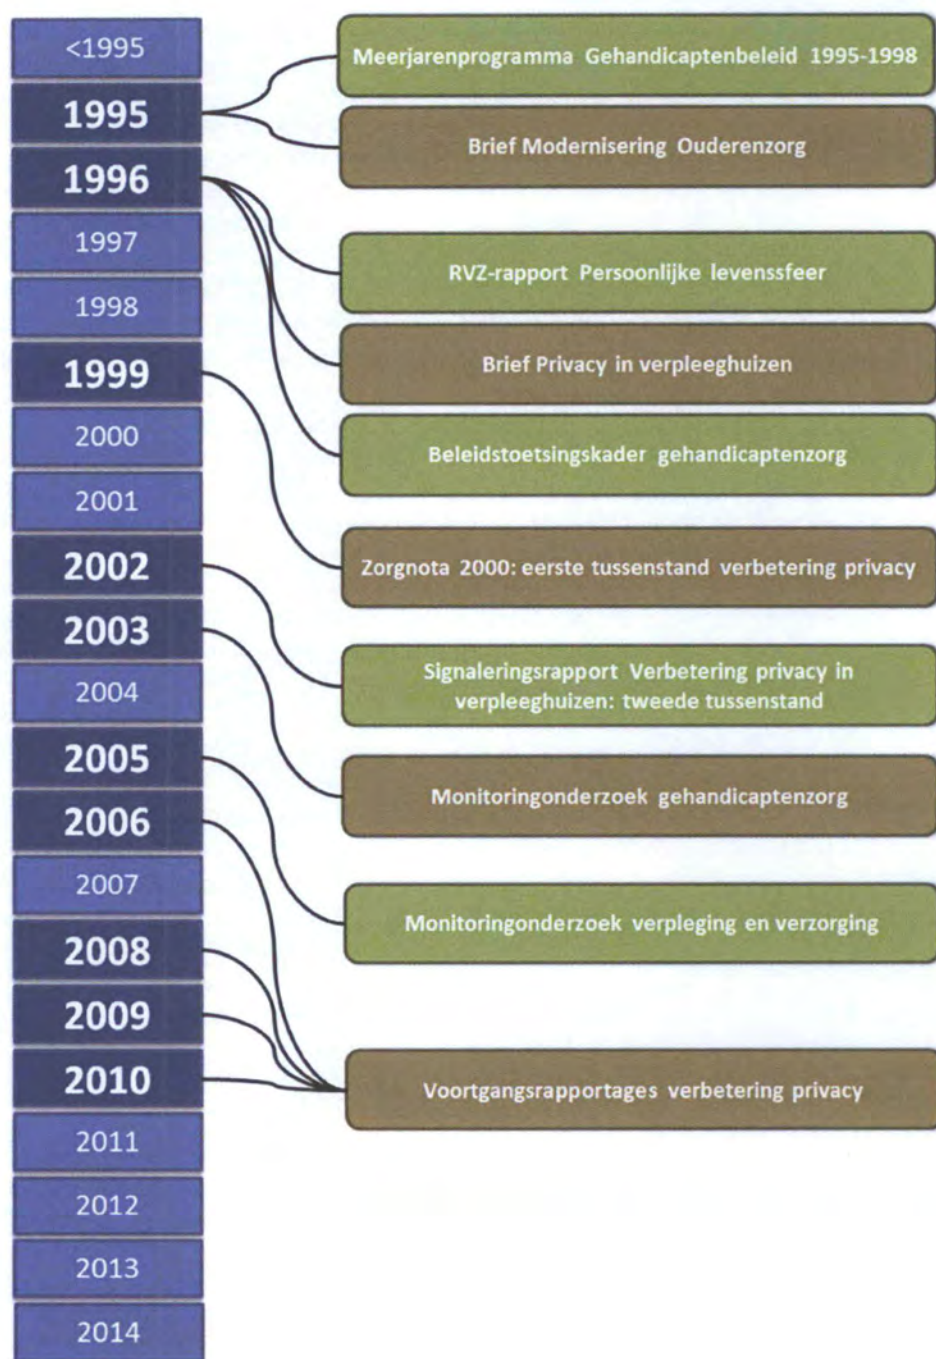 <1995
1995
1996
1997
1998
1999
2000
2001
2002
2003
2004
2005
2006
2007
2008
2009
2010
2011
2012
2013
2014
Meerjarenprogramma Gehandicaptenbeleid 1995-1998
Brief Modernisering Ouderenzorg
RVZ-rapport Persoonlijke levenssfeer
Brief Privacy in verpleeghuizen
Beleidstoetsingskader gehandicaptenzorg
Zorgnota 2000: eerste tussenstand verbetering privacy
Signaleringsrapport Verbetering privacy in
verpleeghuizen: tweede tussenstand
Monitoringonderzoek gehandicaptenzorg
Monitoringonderzoek verpleging en verzorging
Voortgangsrapportages verbetering privacy